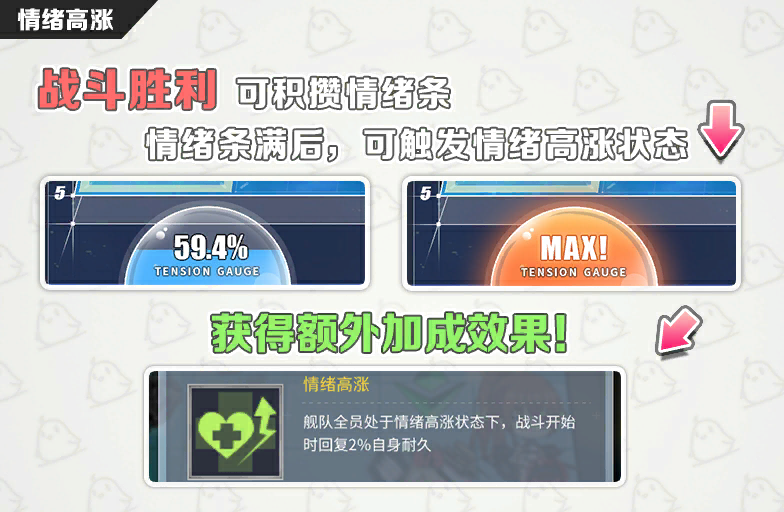 情绪高涨
战斗胜利 可积攒情绪条
情绪条满后，可触发情绪高涨状态
5
59.4%
TENSION GAUGE
5
MAX!
TENSION GAUGE
获得额外加成效果!
情绪高涨
舰队全员处于情绪高涨状态下，战斗开始
时回复2%自身耐久